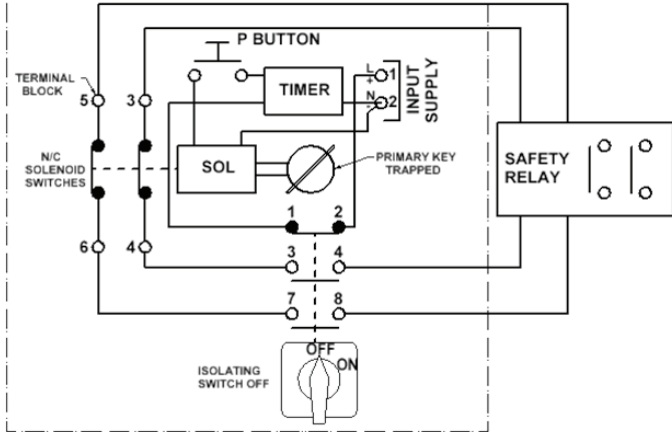 P BUTTON
TERMINAL
BLOCK
5
3
TIMER
L
+
1
N
-
2
INPUT
SUPPLY
N/C
SOLENOID
SWITCHES
SOL
PRIMARY KEY
TRAPPED
SAFETY
RELAY
1
2
6
4
3
4
7
8
OFF
ON
ISOLATING
SWITCH OFF